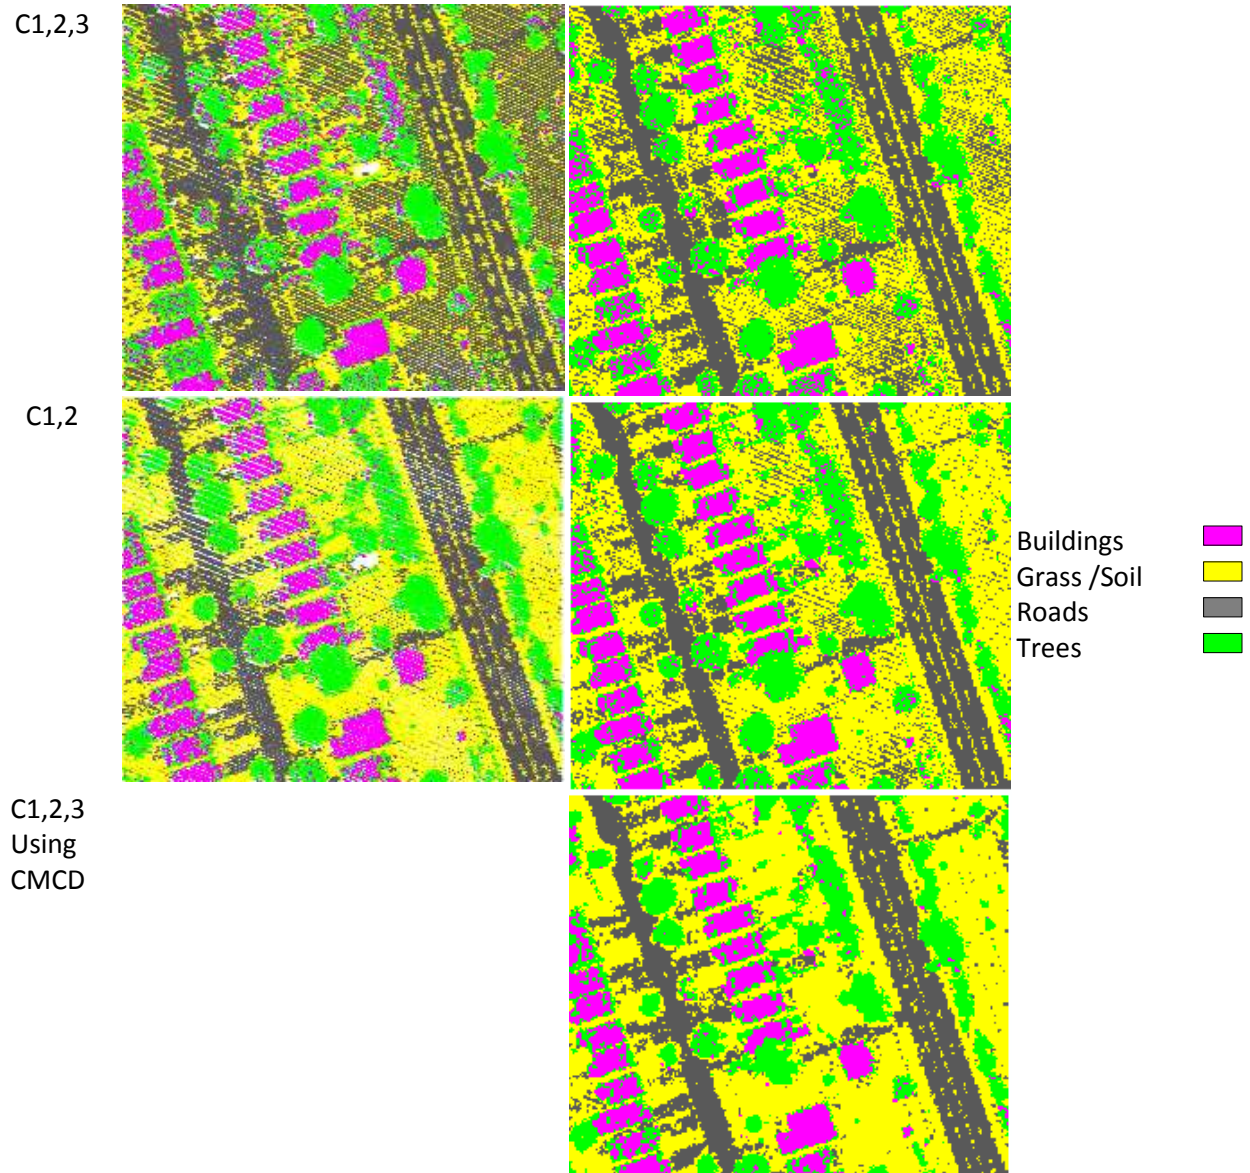 C1,2,3
C1,2
Buildings
Grass /Soil
Roads
Trees
C1,2,3
Using
CMCD